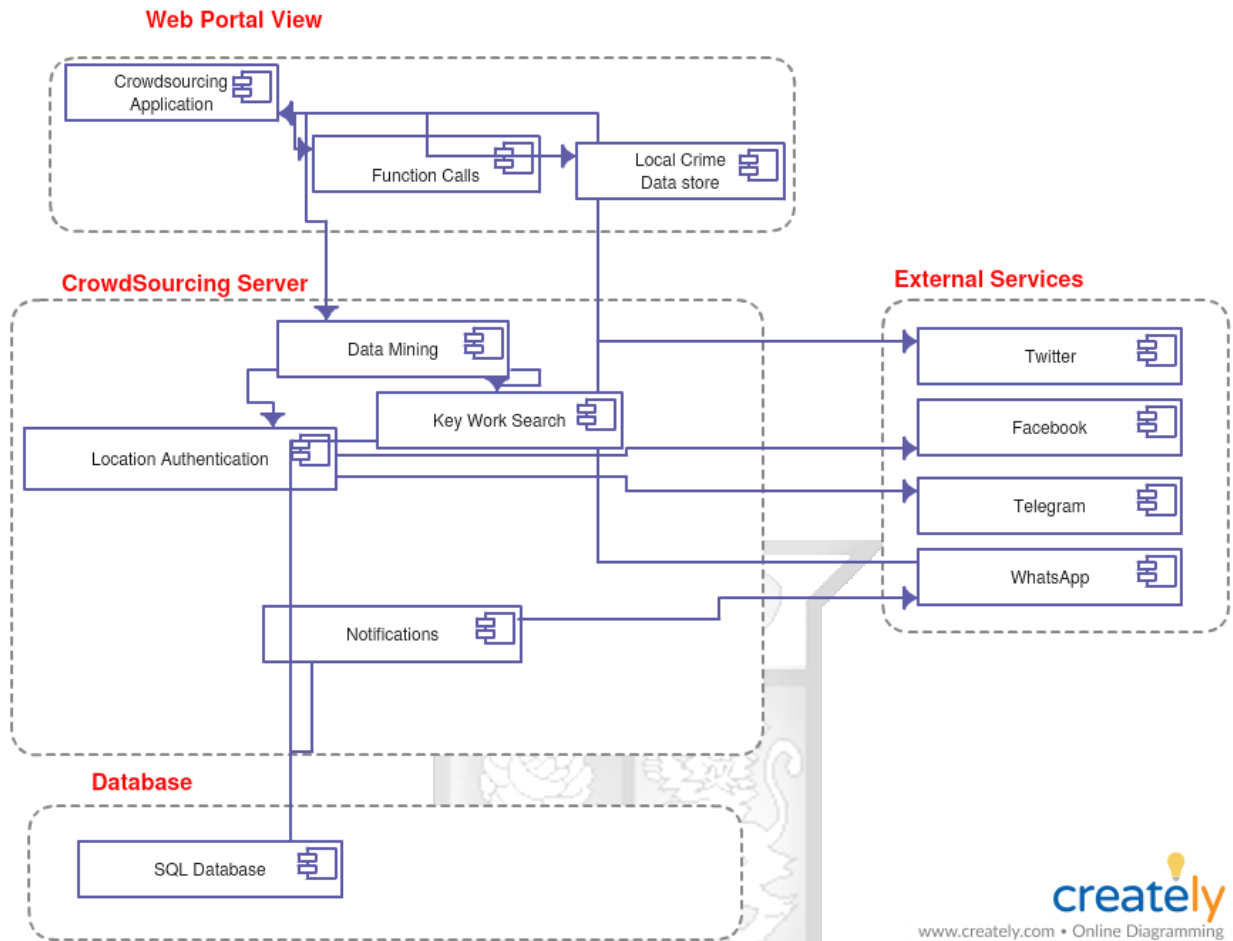 Web Portal View
Crowdsourcing
Application
Function Calls
Local Crime
Data store
CrowdSourcing Server
External Services
Data Mining
Twitter
Key Work Search
Facebook
Location Authentication
Telegram
WhatsApp
Notifications
Database
SQL Database
creately
www.creately.com • Online Diagramming